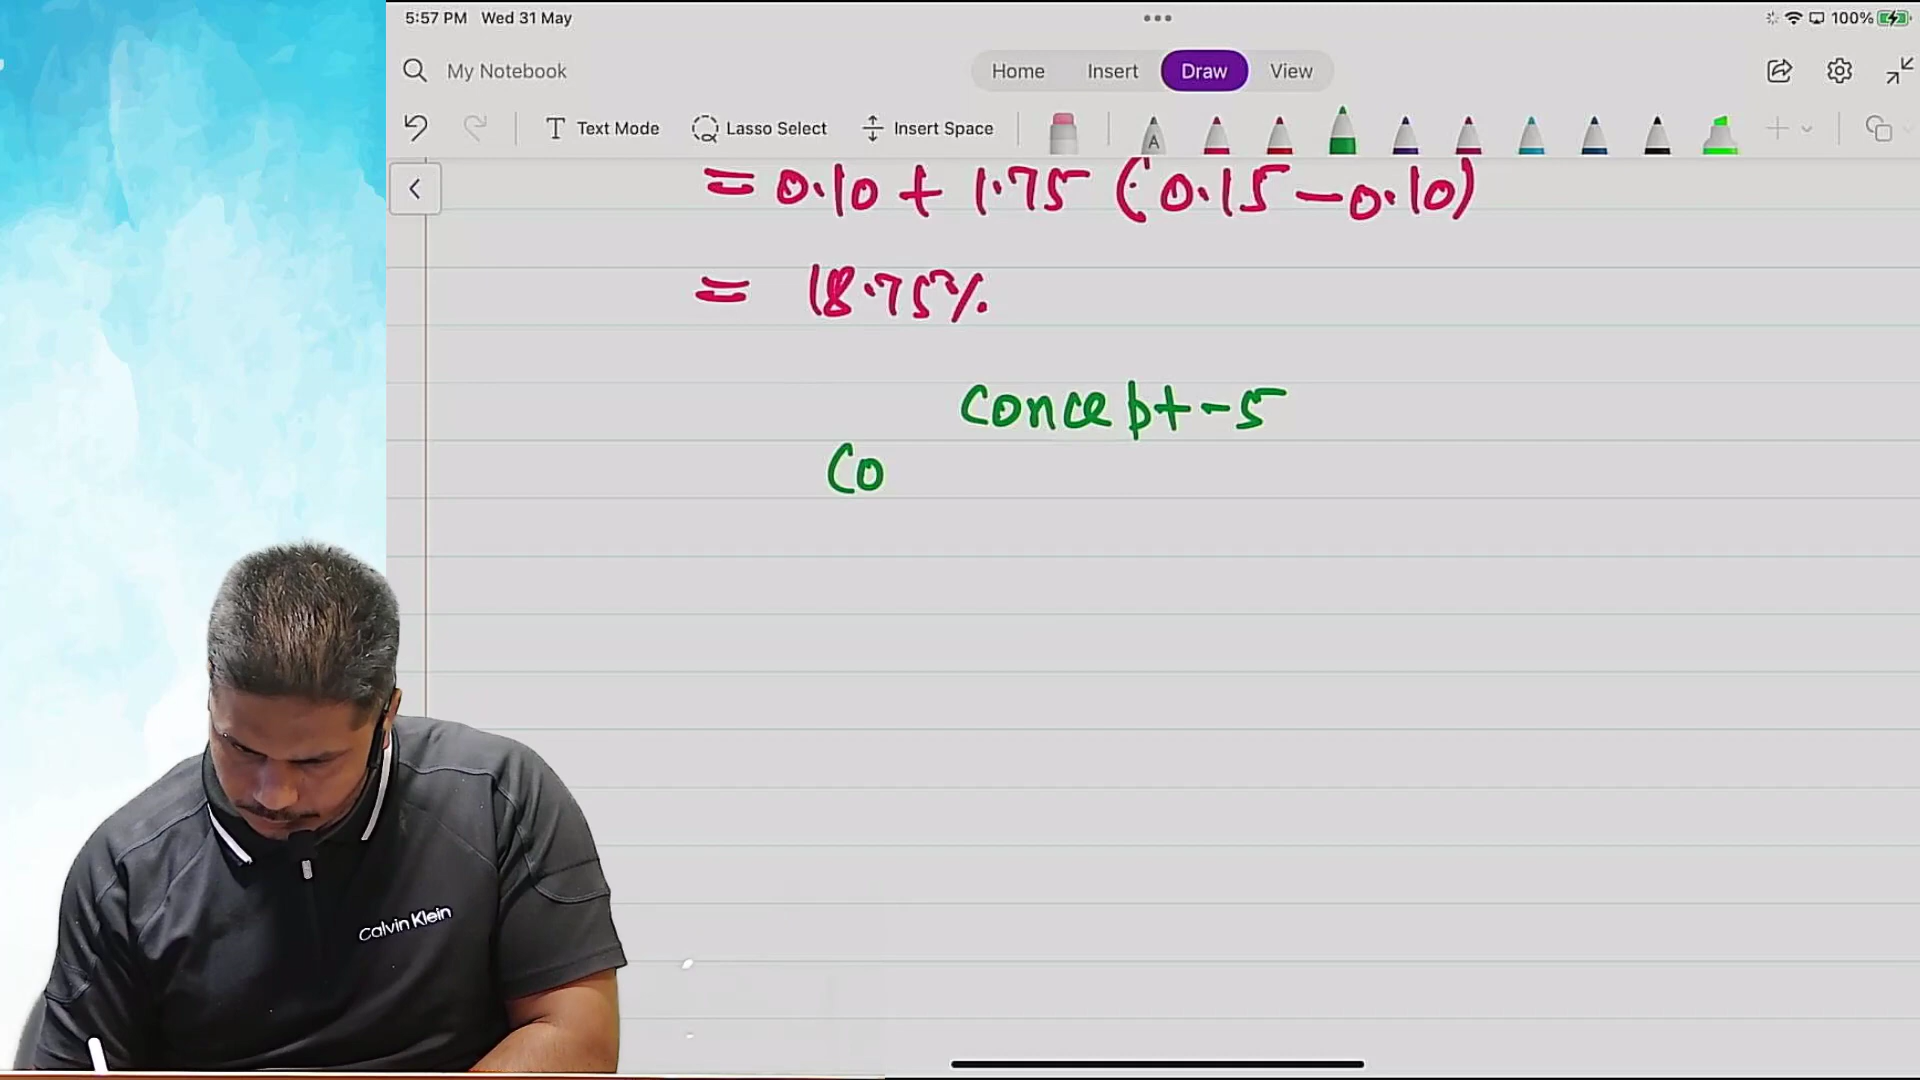 5:57 PM Wed 31 May
100%
My Notebook
Home Insert Draw View
Text Mode Lasso Select Insert Space
A
= 0.10 + 1.75 (0.15 - 0.10)
= 18.75%
Concept - 5
Co
Calvin Klein